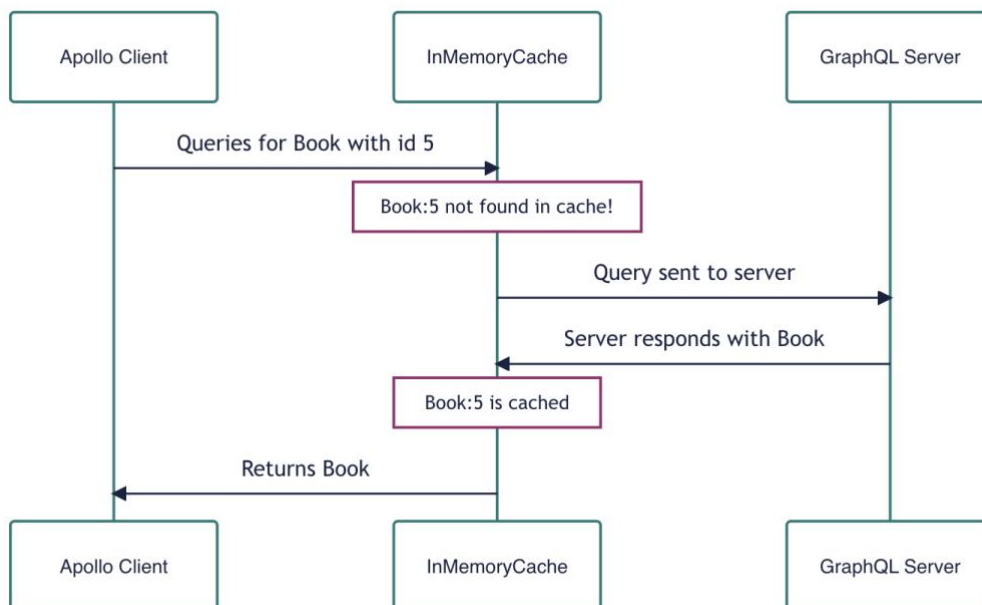 Apollo Client
InMemoryCache
GraphQL Server
Queries for Book with id 5
Book:5 not found in cache!
Query sent to server
Server responds with Book
Book:5 is cached
Returns Book
Apollo Client
InMemoryCache
GraphQL Server